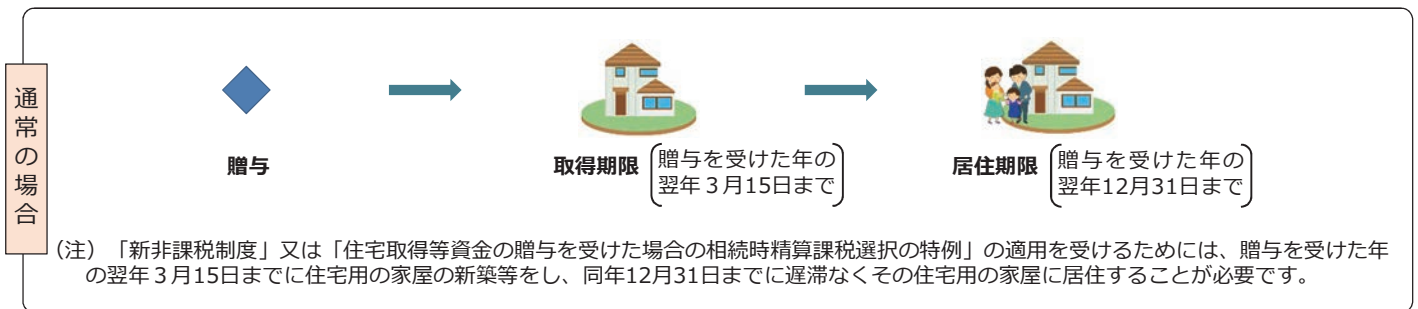 通常の場合
贈与
取得期限 贈与を受けた年の
翌年３月15日まで
居住期限 贈与を受けた年の
翌年12月31日まで
（注）「新非課税制度」又は「住宅取得等資金の贈与を受けた場合の相続時精算課税選択の特例」の適用を受けるためには、贈与を受けた年
の翌年３月15日までに住宅用の家屋の新築等をし、同年12月31日までに遅滞なくその住宅用の家屋に居住することが必要です。